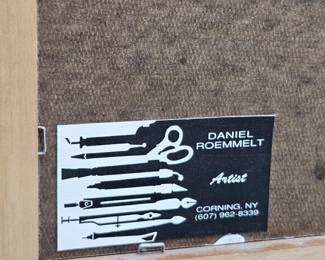 DANIEL
ROEMMELT
Artist
CORNING, NY
(607) 962-8339